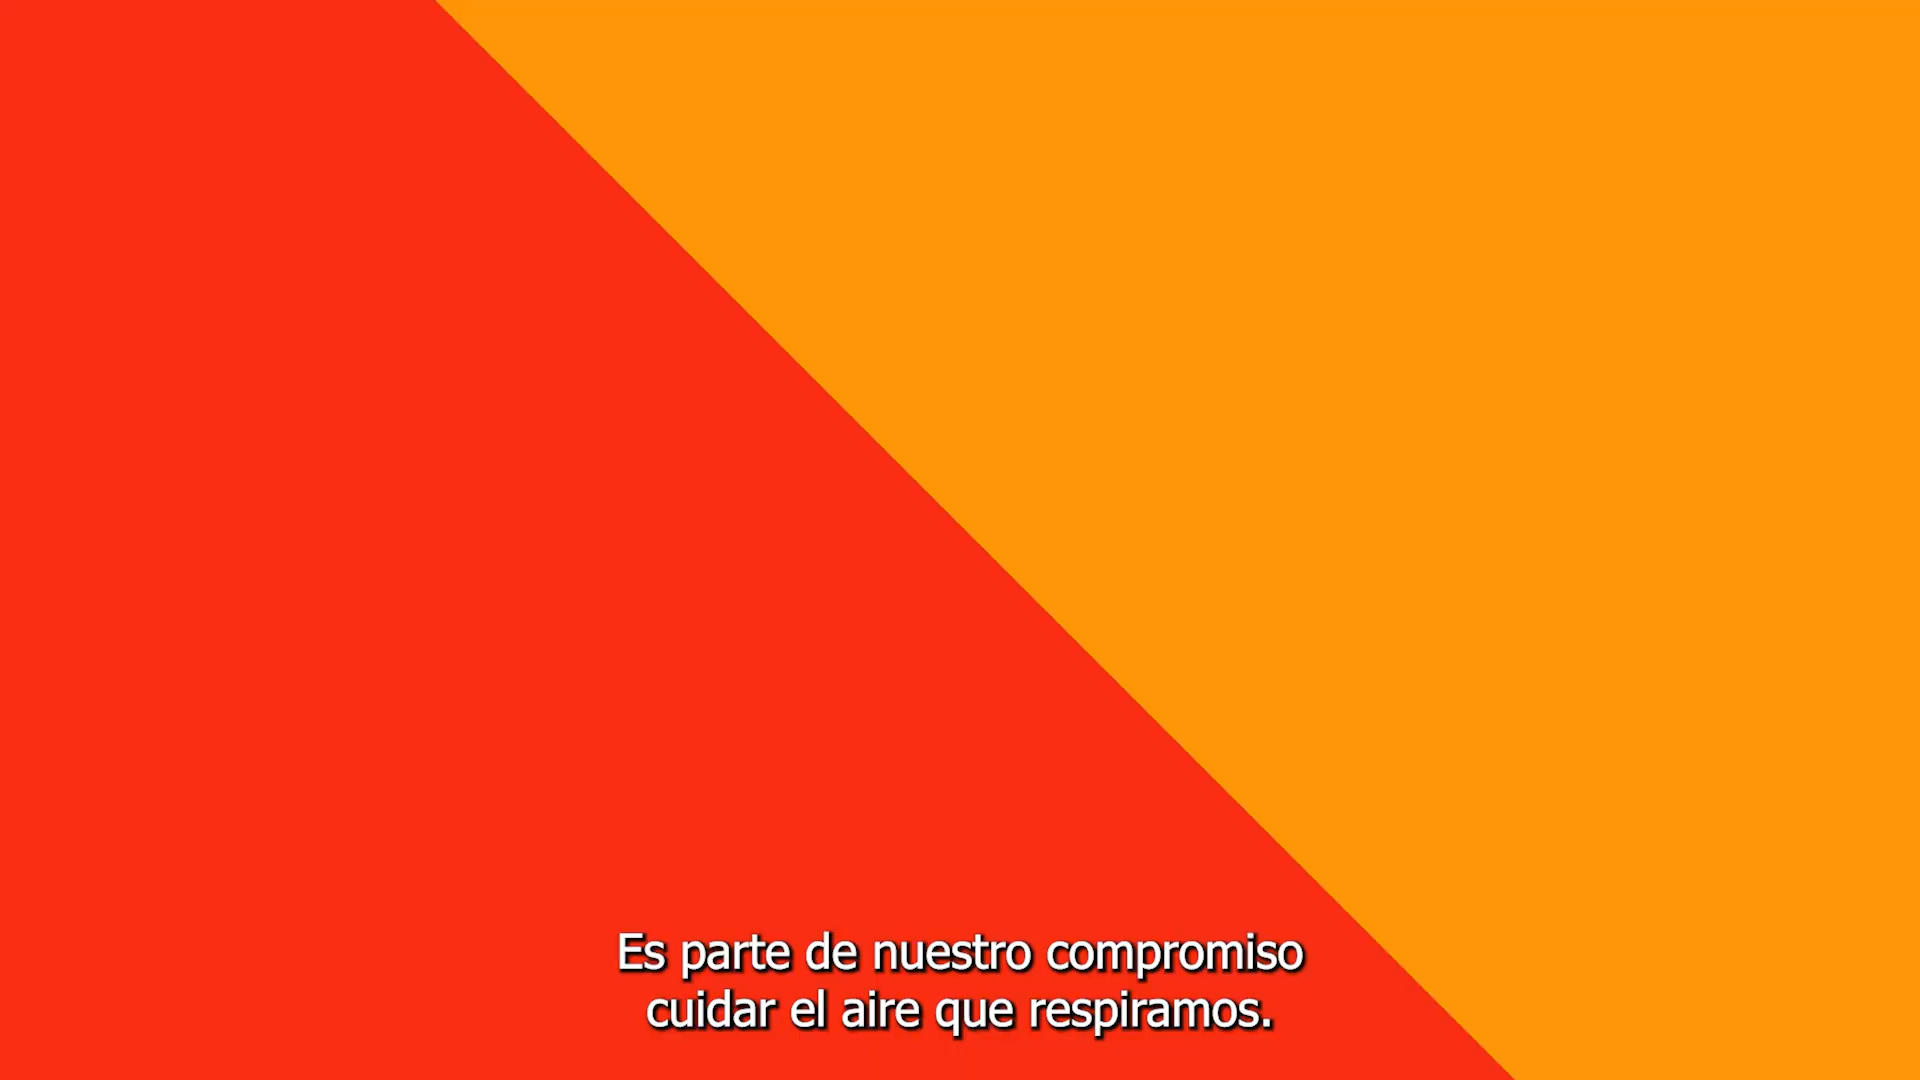 Es parte de nuestro compromiso
cuidar el aire que respiramos.